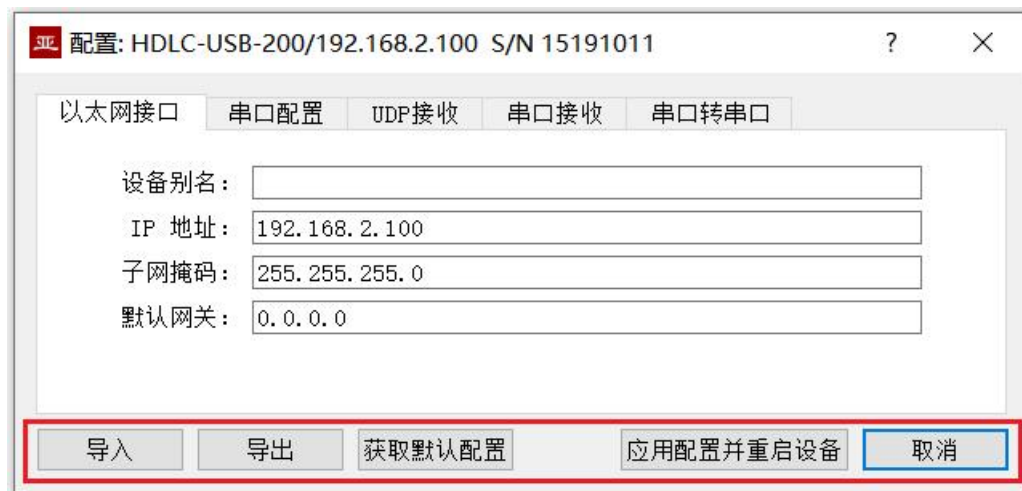 亚 配置: HDLC-USB-200/192.168.2.100 S/N 15191011 ?
以太网接口 串口配置 UDP接收 串口接收 串口转串口
设备别名:
IP 地址: 192.168.2.100
子网掩码: 255.255.255.0
默认网关: 0.0.0.0
导入 导出 获取默认配置 应用配置并重启设备 取消